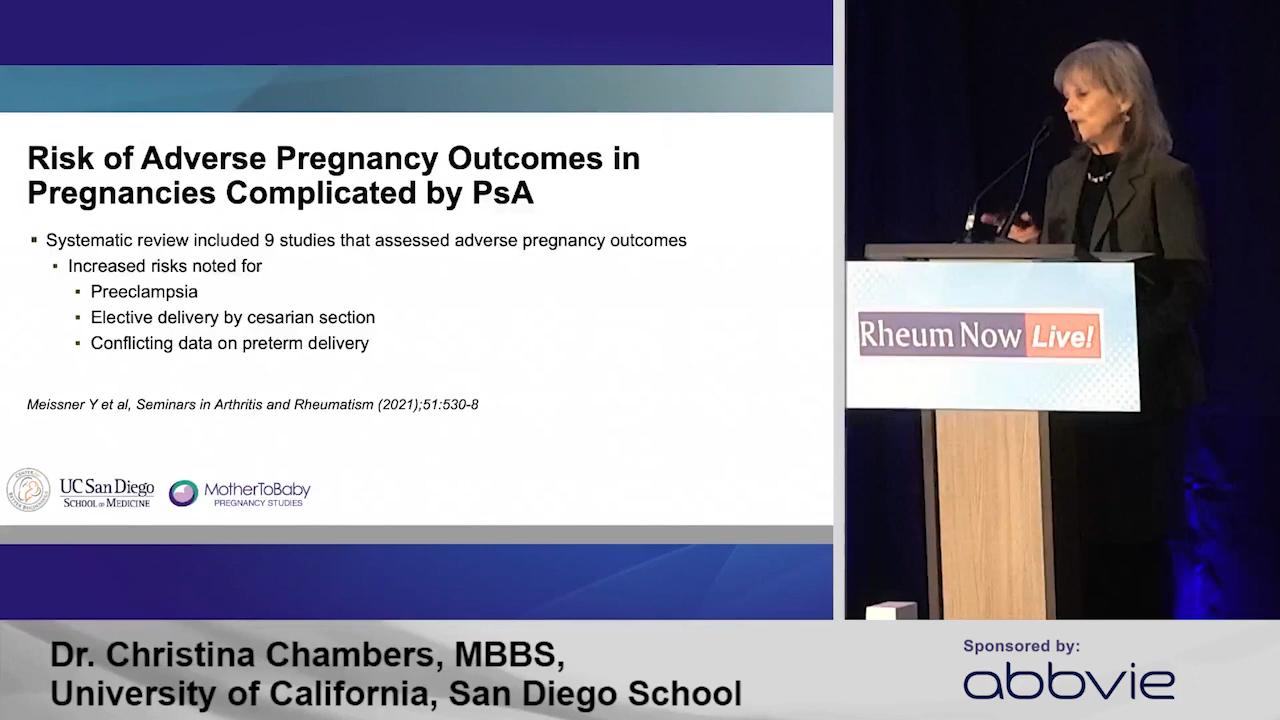 Risk of Adverse Pregnancy Outcomes in
Pregnancies Complicated by PsA
▪ Systematic review included 9 studies that assessed adverse pregnancy outcomes
▪ Increased risks noted for
▪ Preeclampsia
▪ Elective delivery by cesarian section
▪ Conflicting data on preterm delivery
Meissner Y et al, Seminars in Arthritis and Rheumatism (2021);51:530-8
UC San Diego
SCHOOL OF MEDICINE
MotherToBaby
PREGNANCY STUDIES
Rheum Now Live!
Dr. Christina Chambers, MBBS,
University of California, San Diego School
Sponsored by:
abbvie